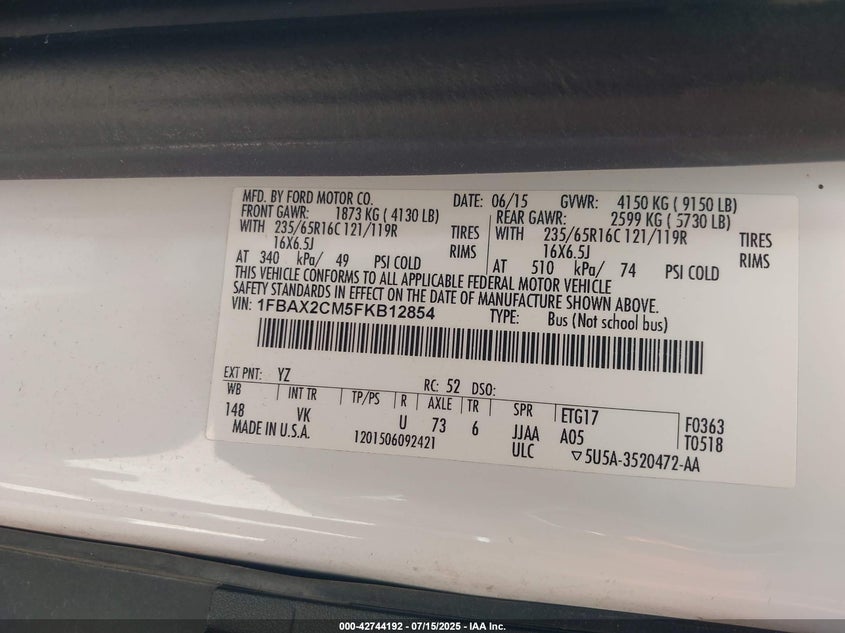 MFD. BY FORD MOTOR CO. DATE: 06/15 GVWR: 4150 KG ( 9150 LB)
FRONT GAWR: 1873 KG ( 4130 LB) REAR GAWR: 2599 KG ( 5730 LB)
WITH 235/65R16C 121/119R TIRES WITH 235/65R16C 121/119R TIRES
16X6.5J RIMS 16X6.5J RIMS
AT 340 kPa/ 49 PSI COLD AT 510 kPa/ 74 PSI COLD
THIS VEHICLE CONFORMS TO ALL APPLICABLE FEDERAL MOTOR VEHICLE
SAFETY STANDARDS IN EFFECT ON THE DATE OF MANUFACTURE SHOWN ABOVE.
VIN: 1FBAX2CM5FKB12854 TYPE: Bus (Not school bus)
EXT PNT: YZ RC: 52 DSO:
WB INT TR TP/PS R AXLE TR SPR ETG17 F0363
148 VK U 73 6 JJAA A05 T0518
MADE IN U.S.A. 1201506092421 ULC ▽5U5A-3520472-AA
000-42744192 - 07/15/2025 - IAA Inc.